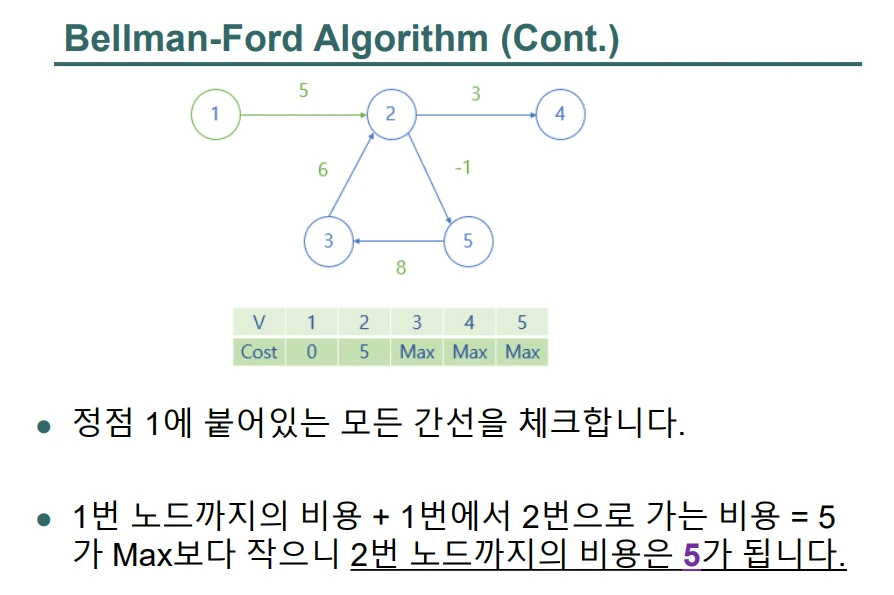 Bellman-Ford Algorithm (Cont.)
5
3
1
2
4
6
-1
3
5
8
V 1 2 3 4 5
Cost 0 5 Max Max Max
● 정점 1에 붙어있는 모든 간선을 체크합니다.
● 1번 노드까지의 비용 + 1번에서 2번으로 가는 비용 = 5
가 Max보다 작으니 2번 노드까지의 비용은 5가 됩니다.